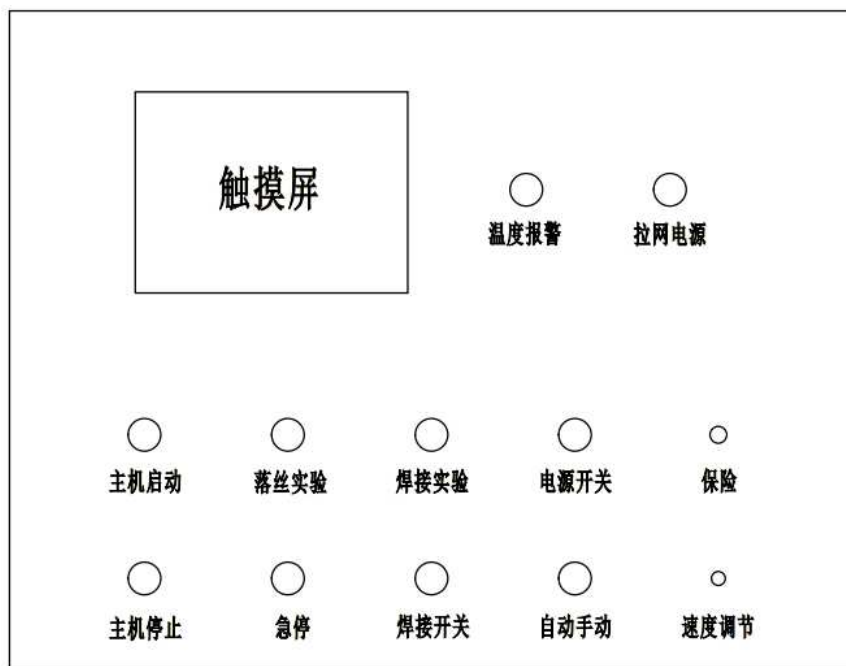 触摸屏
温度报警 拉网电源
主机启动 落丝实验 焊接实验 电源开关 保险
主机停止 急停 焊接开关 自动手动 速度调节